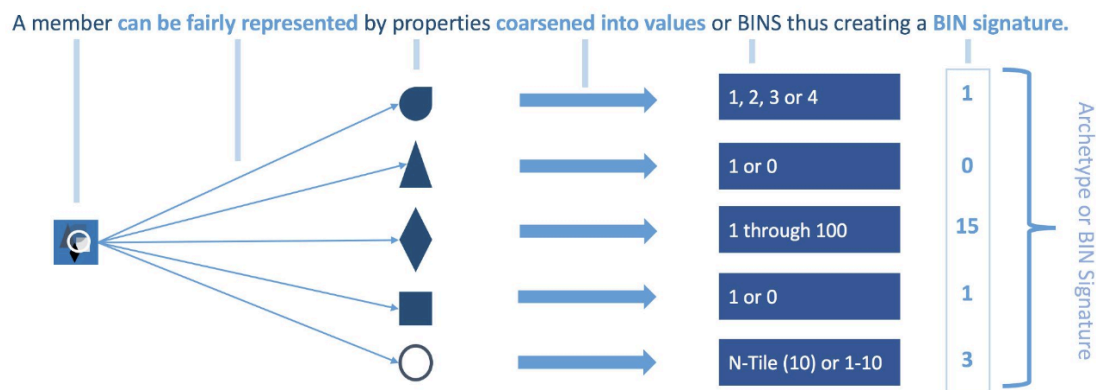 A member can be fairly represented by properties coarsened into values or BINS thus creating a BIN signature.
1, 2, 3 or 4
1
1 or 0
0
1 through 100
15
1 or 0
1
N-Tile (10) or 1-10
3
Archetype or BIN Signature